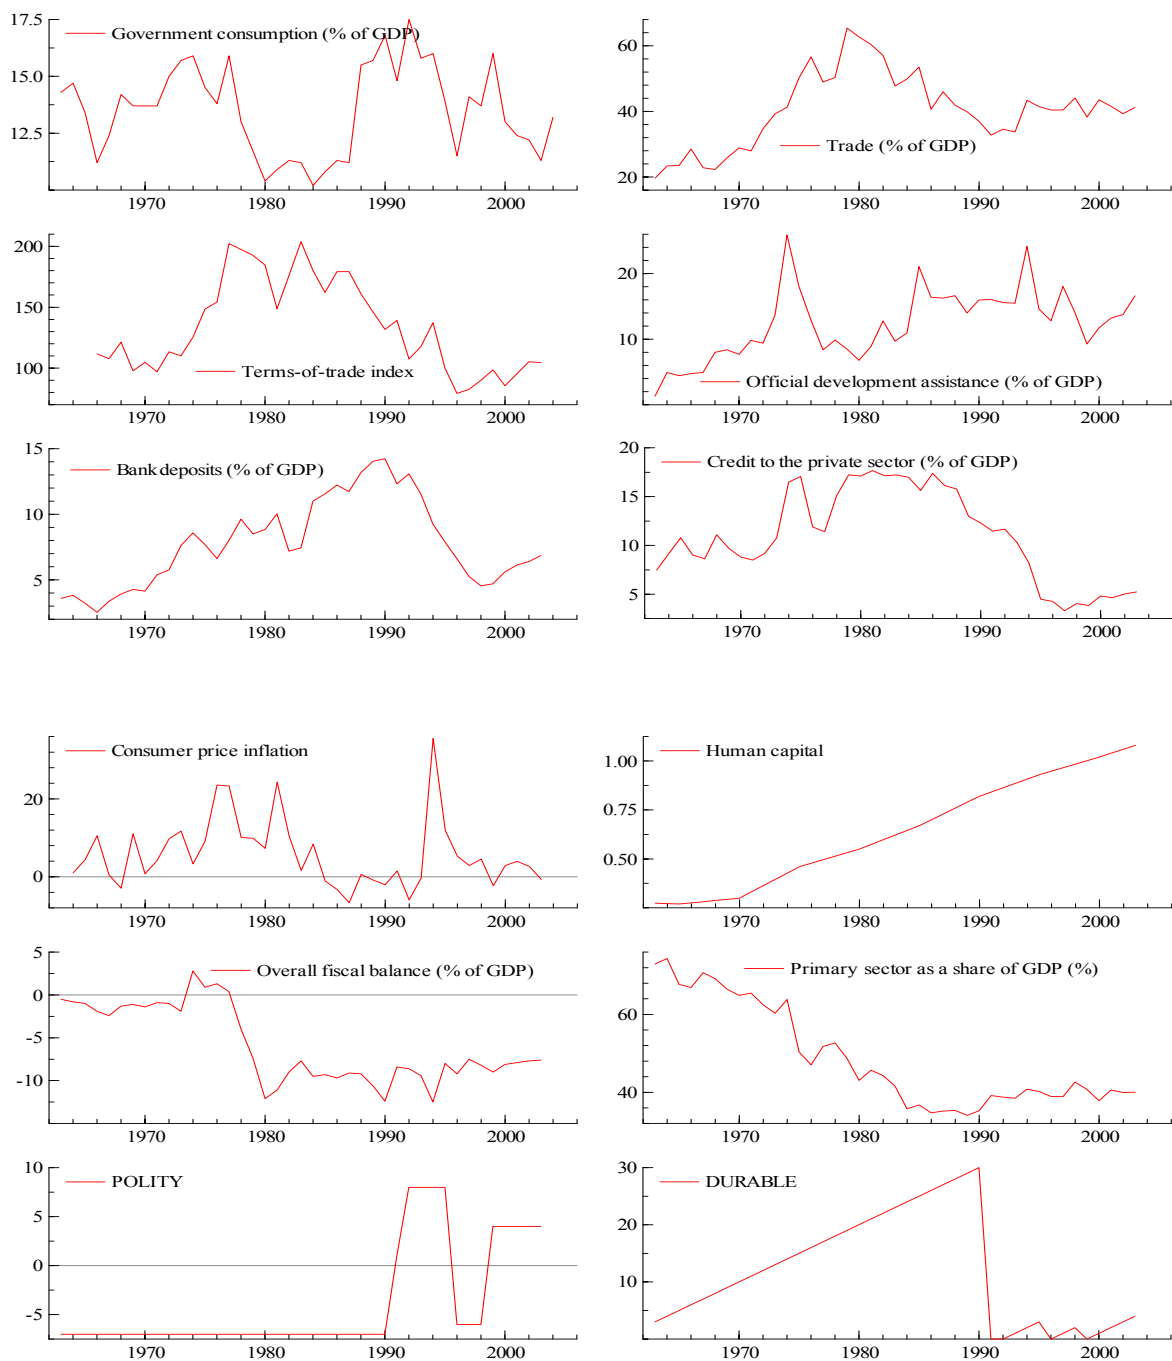 Government consumption (% of GDP)
17.5
15.0
12.5
1970 1980 1990 2000
Trade (% of GDP)
60
40
20
1970 1980 1990 2000
Terms-of-trade index
200
150
100
1970 1980 1990 2000
Official development assistance (% of GDP)
20
10
1970 1980 1990 2000
Bank deposits (% of GDP)
15
10
5
1970 1980 1990 2000
Credit to the private sector (% of GDP)
20
15
10
5
1970 1980 1990 2000
Consumer price inflation
20
0
1970 1980 1990 2000
Human capital
1.00
0.75
0.50
1970 1980 1990 2000
Overall fiscal balance (% of GDP)
5
0
-5
-10
1970 1980 1990 2000
Primary sector as a share of GDP (%)
60
40
1970 1980 1990 2000
POLITY
10
5
0
-5
1970 1980 1990 2000
DURABLE
30
20
10
1970 1980 1990 2000